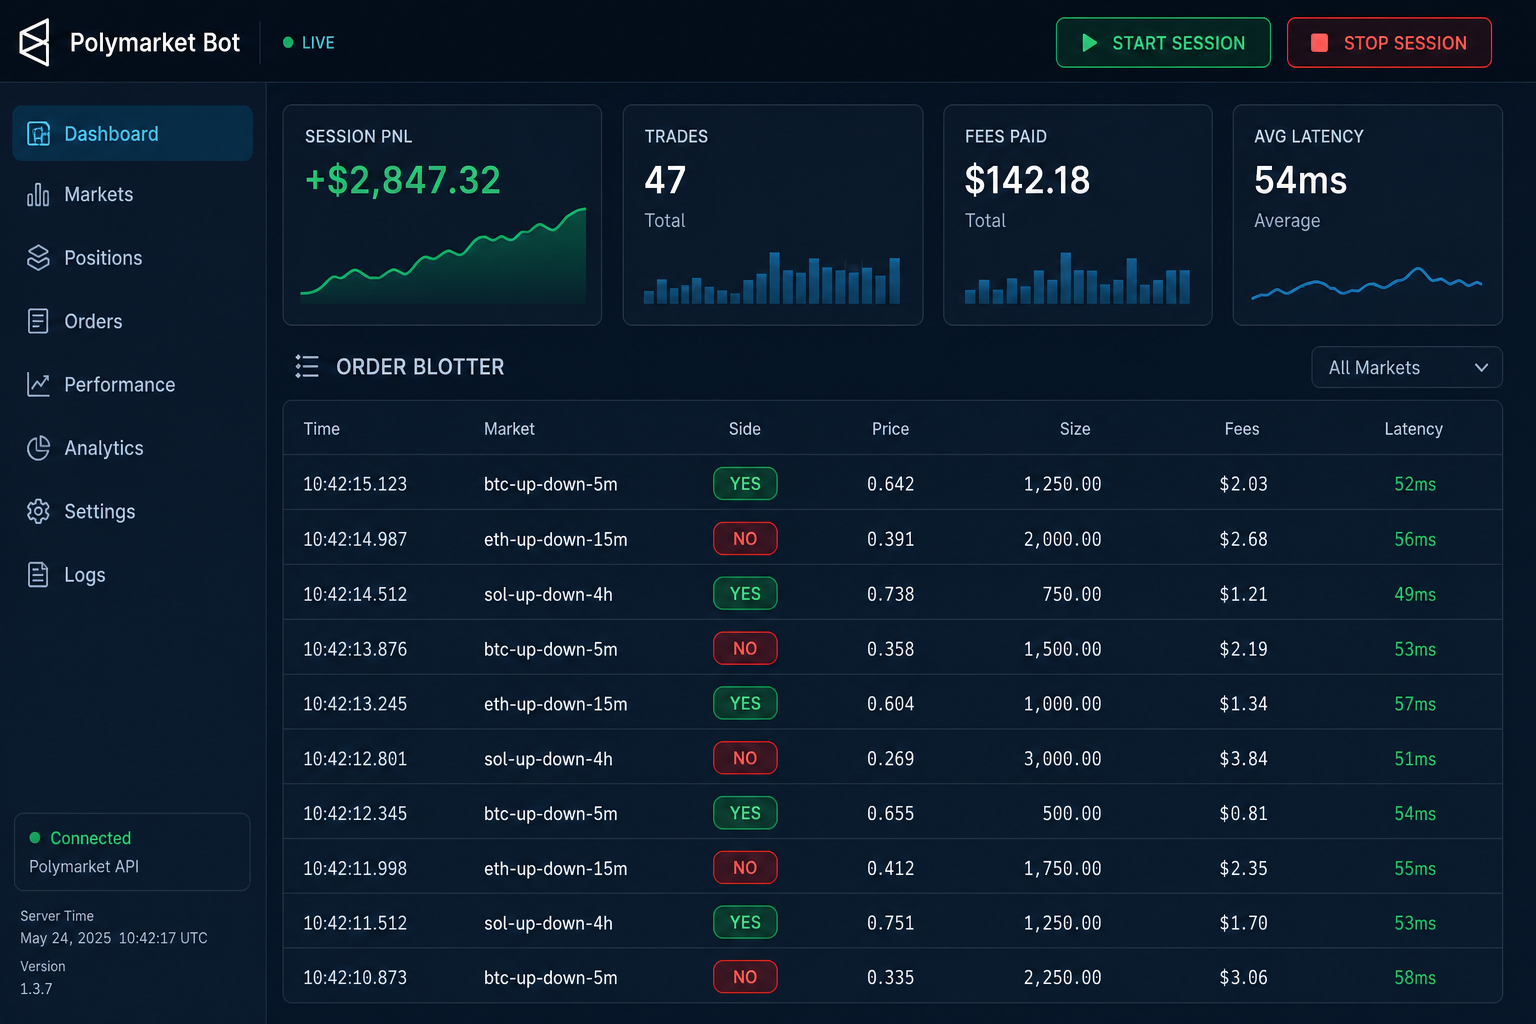 Polymarket Bot
LIVE
START SESSION
STOP SESSION
Dashboard
Markets
Positions
Orders
Performance
Analytics
Settings
Logs
Connected
Polymarket API
Server Time
May 24, 2025 10:42:17 UTC
Version
1.3.7
SESSION PNL
+$2,847.32
TRADES
47
Total
FEES PAID
$142.18
Total
AVG LATENCY
54ms
Average
ORDER BLOTTER
All Markets
Time Market Side Price Size Fees Latency
10:42:15.123 btc-up-down-5m YES 0.642 1,250.00 $2.03 52ms
10:42:14.987 eth-up-down-15m NO 0.391 2,000.00 $2.68 56ms
10:42:14.512 sol-up-down-4h YES 0.738 750.00 $1.21 49ms
10:42:13.876 btc-up-down-5m NO 0.358 1,500.00 $2.19 53ms
10:42:13.245 eth-up-down-15m YES 0.604 1,000.00 $1.34 57ms
10:42:12.801 sol-up-down-4h NO 0.269 3,000.00 $3.84 51ms
10:42:12.345 btc-up-down-5m YES 0.655 500.00 $0.81 54ms
10:42:11.998 eth-up-down-15m NO 0.412 1,750.00 $2.35 55ms
10:42:11.512 sol-up-down-4h YES 0.751 1,250.00 $1.70 53ms
10:42:10.873 btc-up-down-5m NO 0.335 2,250.00 $3.06 58ms